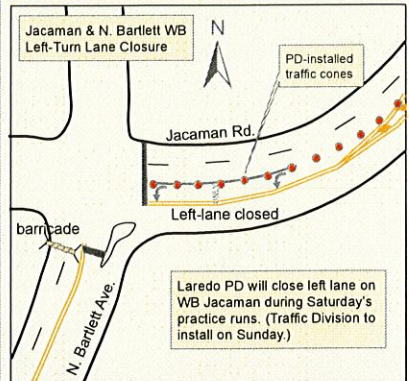 Jacaman & N. Bartlett WB
Left-Turn Lane Closure
N
PD-installed
traffic cones
Jacaman Rd.
Left-lane closed
barricade
N. Bartlett Ave.
Laredo PD will close left lane on
WB Jacaman during Saturday's
practice runs. (Traffic Division to
install on Sunday.)